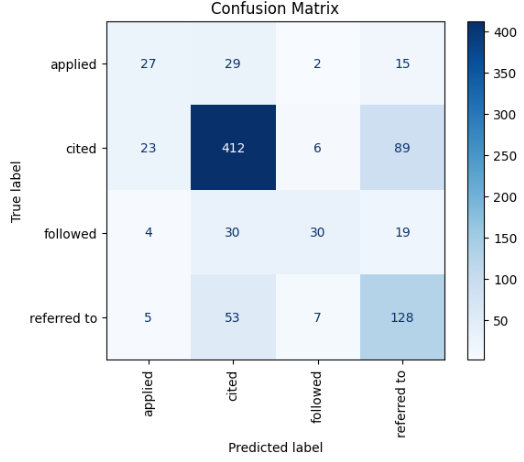 Confusion Matrix
applied 27 29 2 15
cited 23 412 6 89
followed 4 30 30 19
referred to 5 53 7 128
applied cited followed referred to
Predicted label
True label
400
350
300
250
200
150
100
50